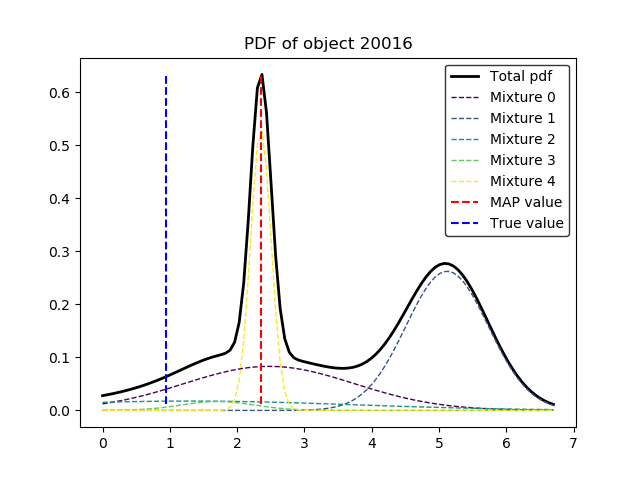 PDF of object 20016
Total pdf
Mixture 0
Mixture 1
Mixture 2
Mixture 3
Mixture 4
MAP value
True value
0.6
0.5
0.4
0.3
0.2
0.1
0.0
0 1 2 3 4 5 6 7